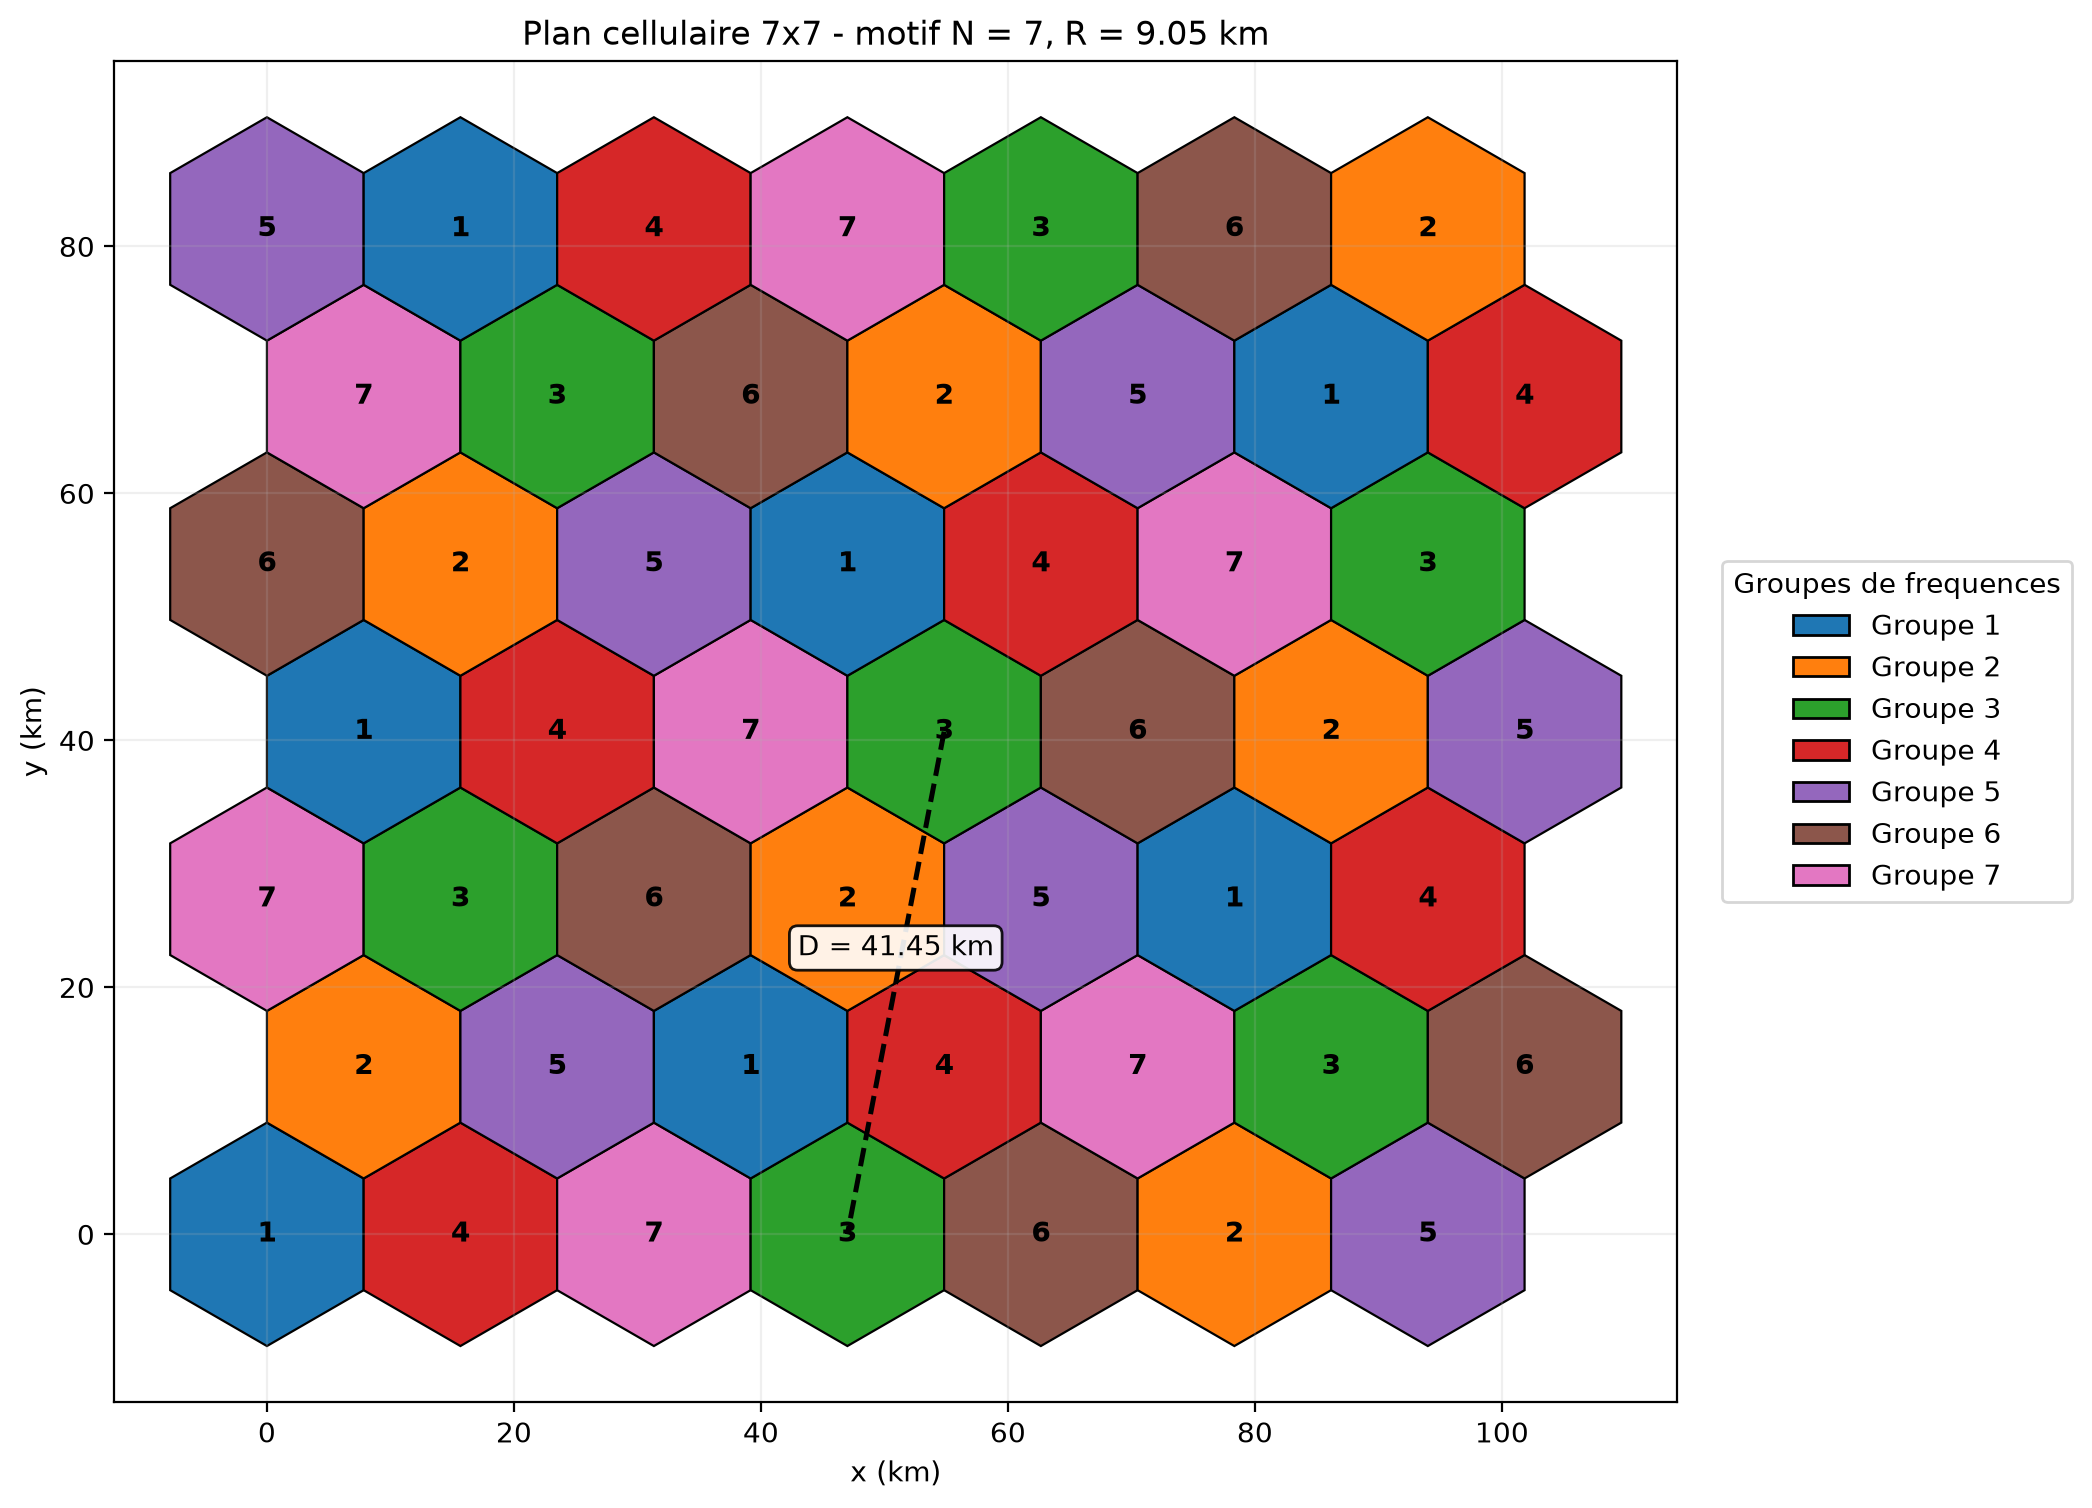 Plan cellulaire 7x7 - motif N = 7, R = 9.05 km
y (km)
80
60
40
20
0
5 1 4 7 3 6 2
7 3 6 2 5 1 4
6 2 5 1 4 7 3
1 4 7 3 6 2 5
7 3 6 2 5 1 4
D = 41.45 km
2 5 1 4 7 3 6
1 4 7 3 6 2 5
0 20 40 60 80 100
x (km)
Groupes de frequences
Groupe 1
Groupe 2
Groupe 3
Groupe 4
Groupe 5
Groupe 6
Groupe 7